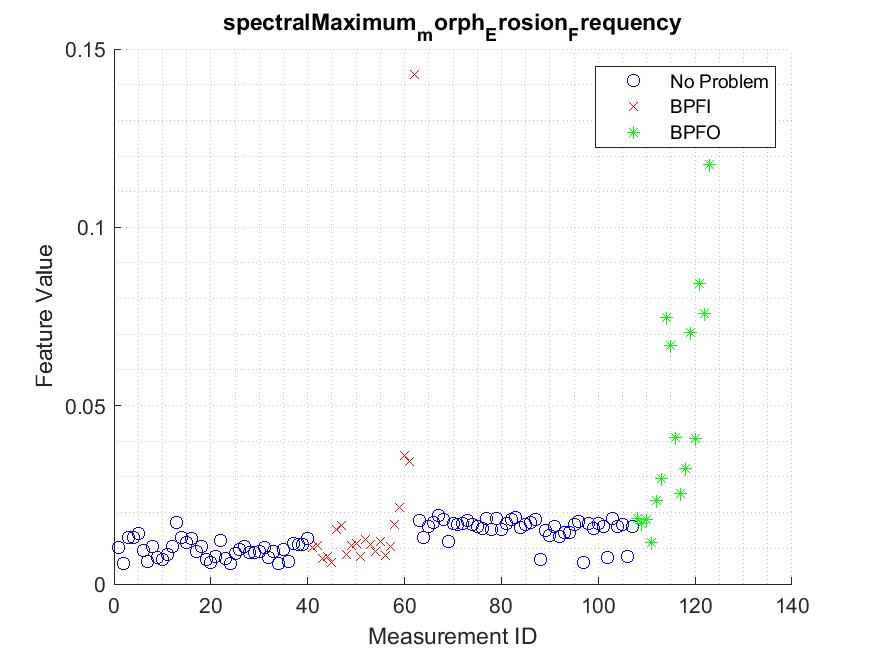 spectralMaximum_morph_Erosion_Frequency
0.15
0.1
0.05
0
Feature Value
No Problem
BPFI
BPFO
0 20 40 60 80 100 120 140
Measurement ID